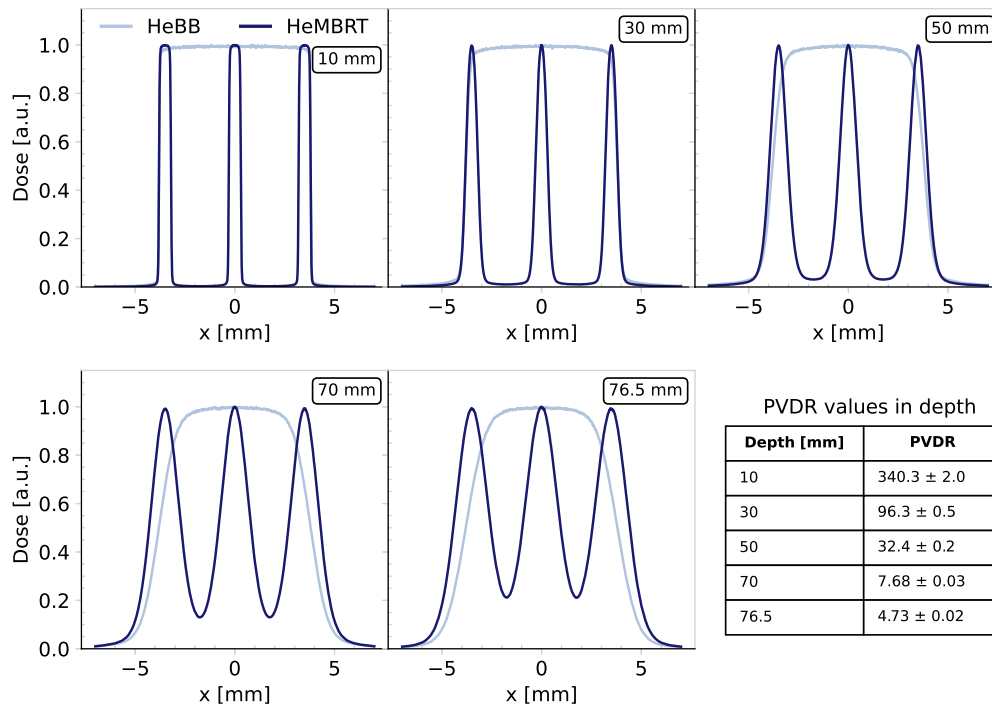 HeBB HeMBRT
10 mm
30 mm
50 mm
Dose [a.u.]
1.0
0.8
0.6
0.4
0.2
0.0
−5 0 5
x [mm]
−5 0 5
x [mm]
−5 0 5
x [mm]
70 mm
76.5 mm
Dose [a.u.]
1.0
0.8
0.6
0.4
0.2
0.0
−5 0 5
x [mm]
−5 0 5
x [mm]
PVDR values in depth
Depth [mm] PVDR
10 340.3 ± 2.0
30 96.3 ± 0.5
50 32.4 ± 0.2
70 7.68 ± 0.03
76.5 4.73 ± 0.02